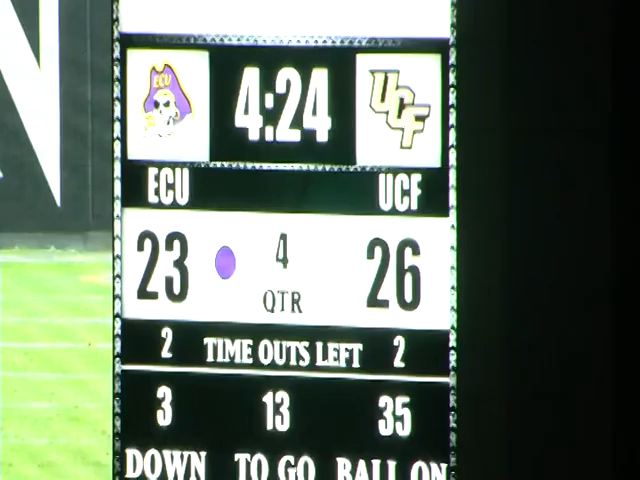 ECU
4:24
UCF
ECU UCF
23 4 26
QTR
2 TIME OUTS LEFT 2
3 13 35
DOWN TO GO BALL ON